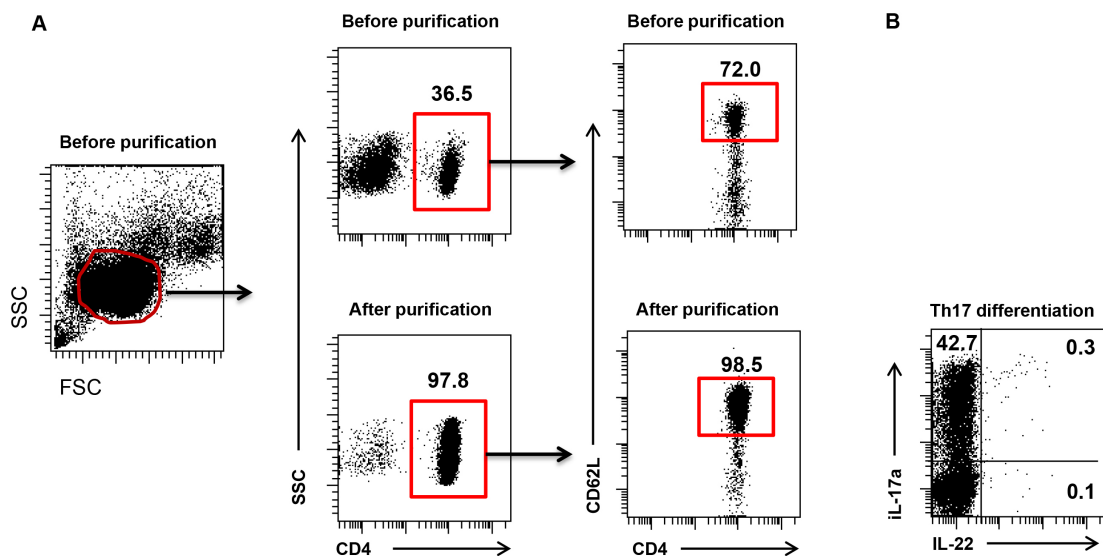 A
B
Before purification
Before purification
Before purification
36.5
72.0
SSC
FSC
After purification
After purification
Th17 differentiation
97.8
98.5
42.7
0.3
0.1
SSC
CD62L
iL-17a
CD4
CD4
IL-22